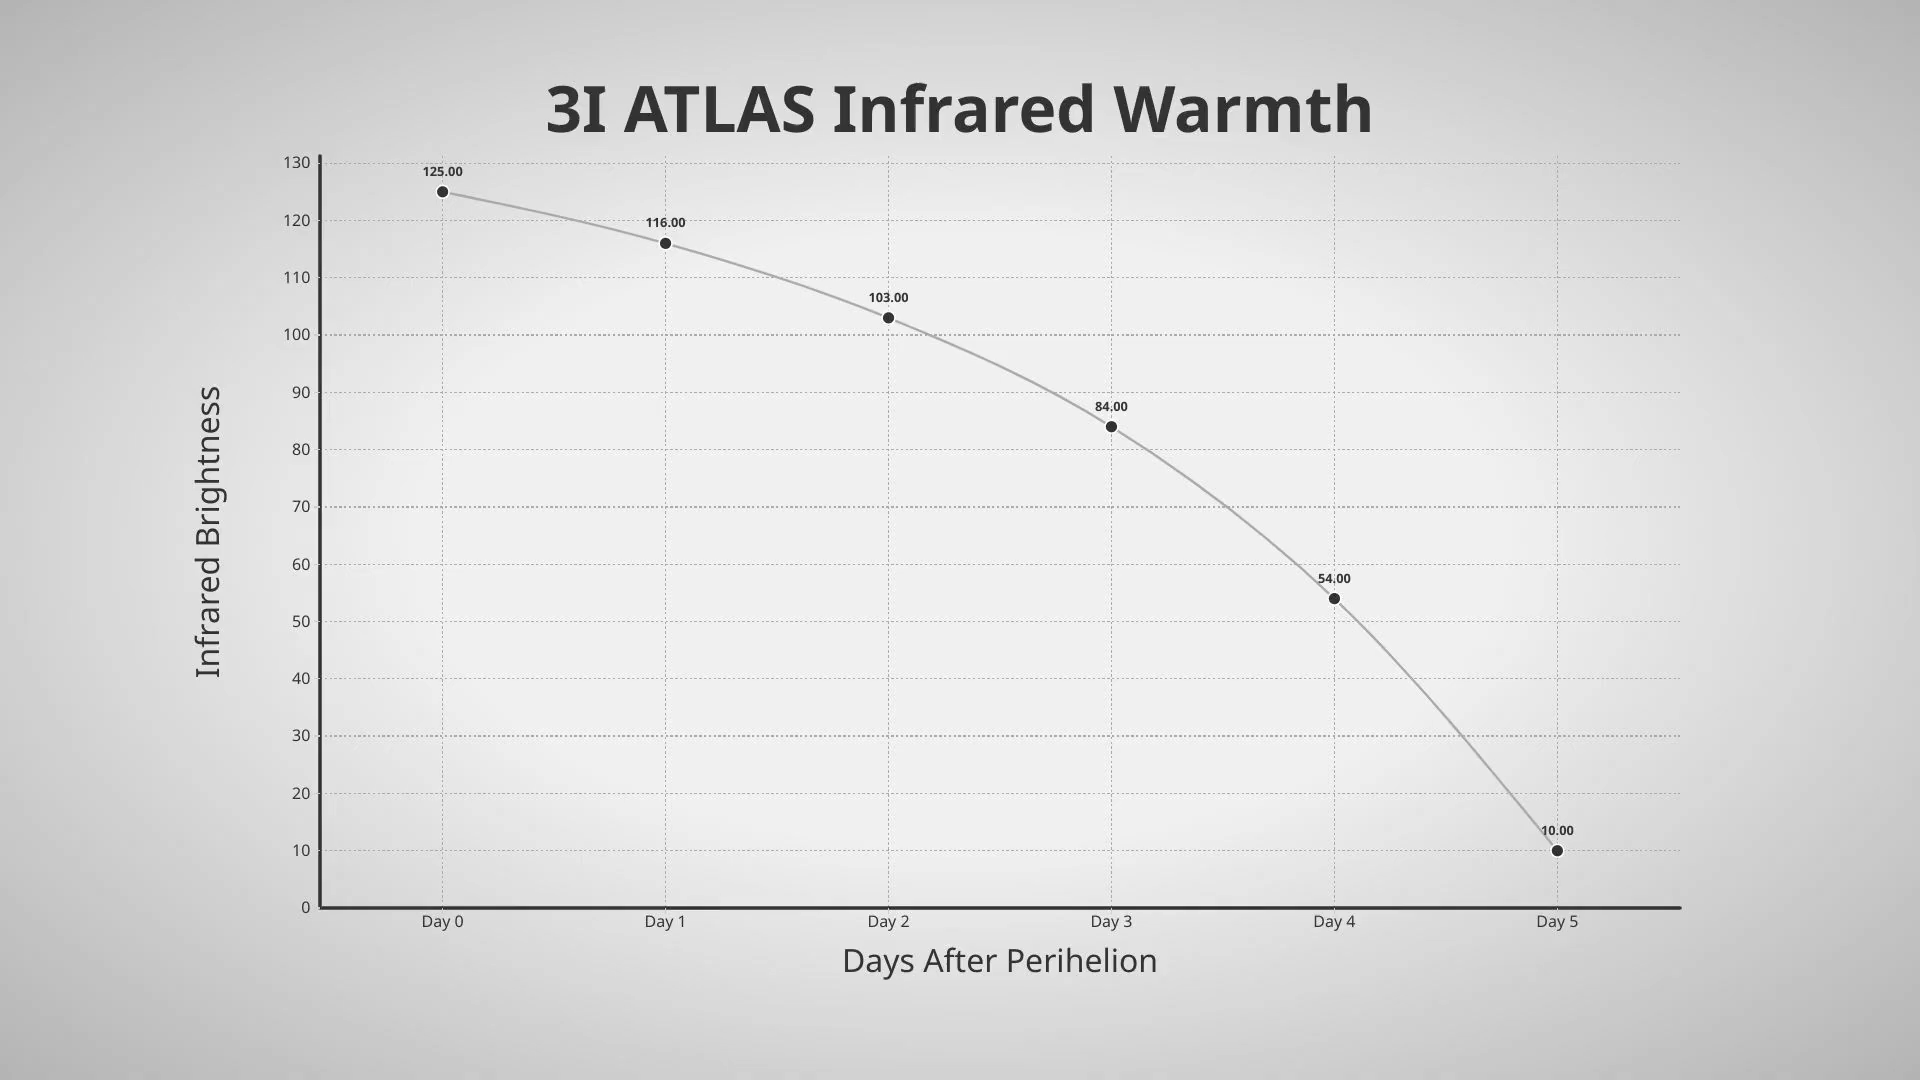 3I ATLAS Infrared Warmth
130
120
110
100
90
80
70
60
50
40
30
20
10
0
Infrared Brightness
125.00
116.00
103.00
84.00
54.00
10.00
Day 0
Day 1
Day 2
Day 3
Day 4
Day 5
Days After Perihelion